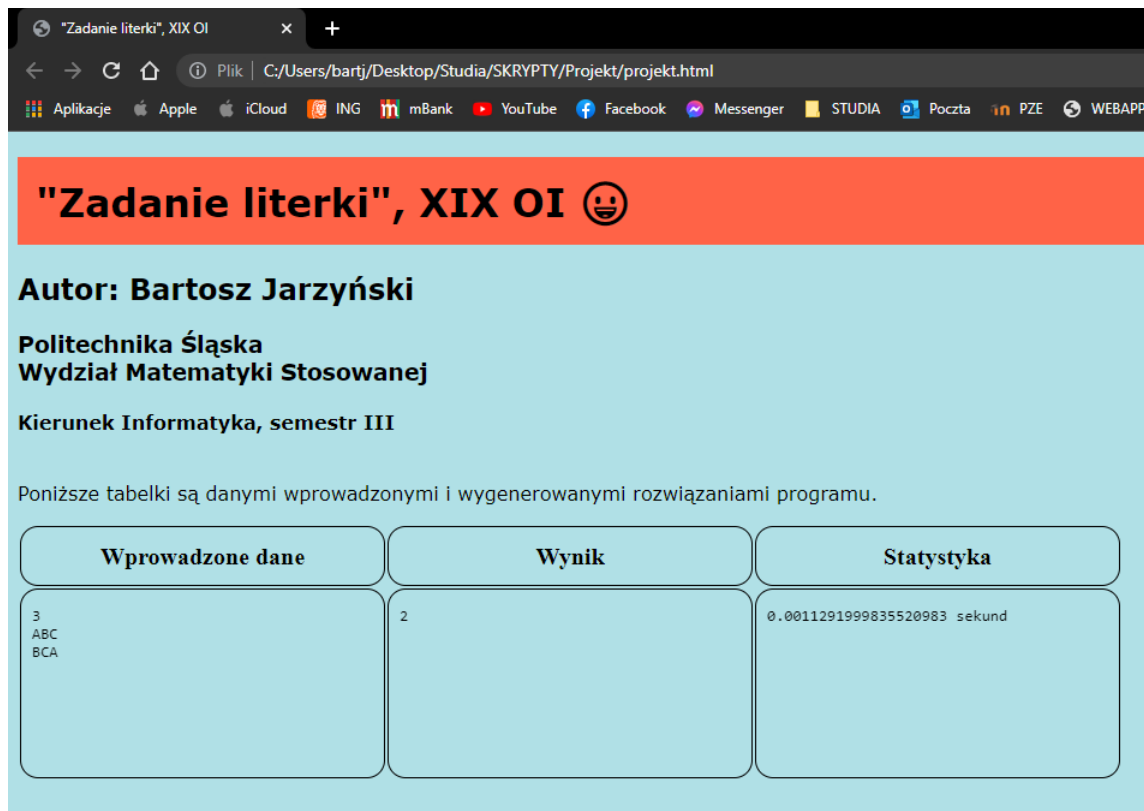 "Zadanie literki", XIX OI
Plik | C:/Users/bartj/Desktop/Studia/SKRYPTY/Projekt/projekt.html
Aplikacje Apple iCloud ING mBank YouTube Facebook Messenger STUDIA Poczta PZE WEBAPP
"Zadanie literki", XIX OI 😃
Autor: Bartosz Jarzyński
Politechnika Śląska
Wydział Matematyki Stosowanej
Kierunek Informatyka, semestr III
Poniższe tabelki są danymi wprowadzonymi i wygenerowanymi rozwiązaniami programu.
Wprowadzone dane Wynik Statystyka
3 2 0.0011291999835520983 sekund
ABC
BCA